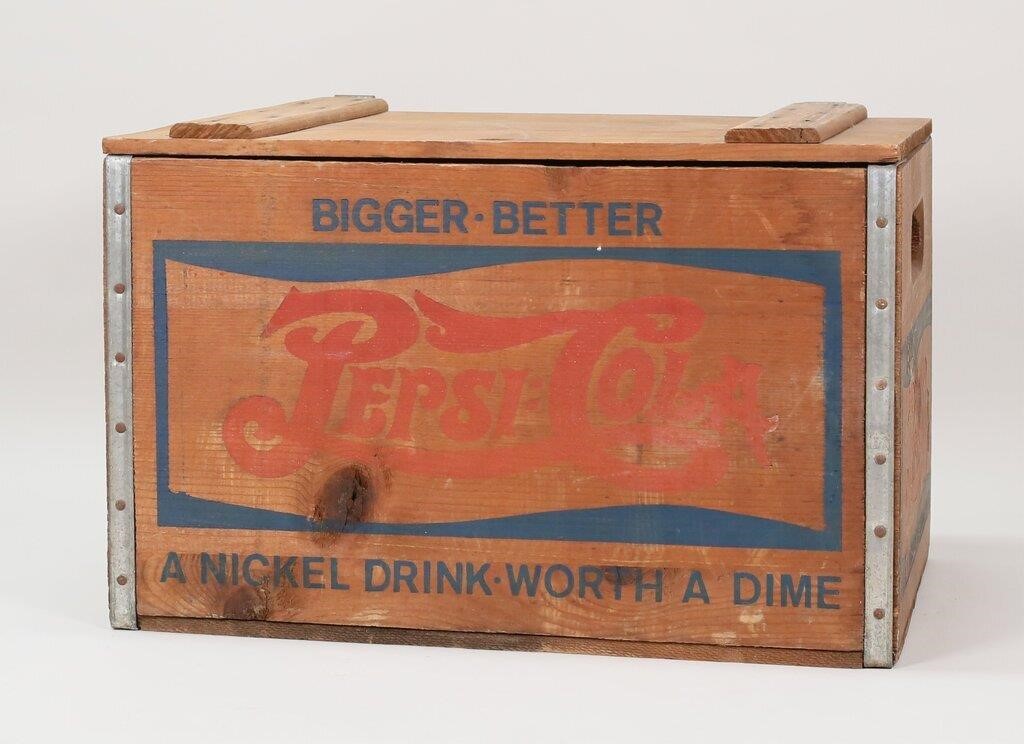 BIGGER·BETTER
PEPSI-COLA
A NICKEL DRINK·WORTH A DIME